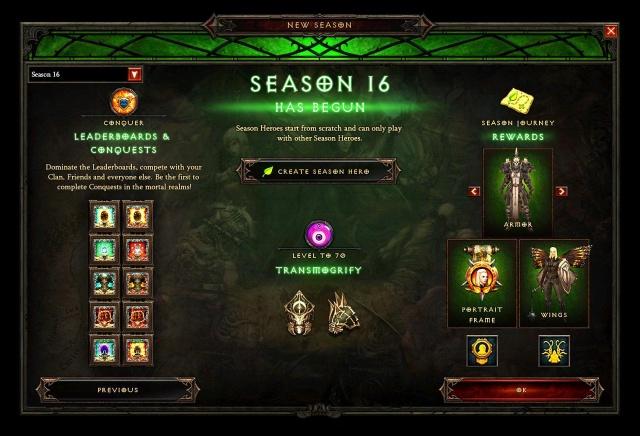 NEW SEASON
Season 16
CONQUER
LEADERBOARDS &
CONQUESTS
Dominate the Leaderboards, compete with your
Clan, Friends and everyone else. Be the first to
complete Conquests in the mortal realms!
PREVIOUS
SEASON 16
HAS BEGUN
Season Heroes start from scratch and can only play
with other Season Heroes.
CREATE SEASON HERO
LEVEL TO 70
TRANSMOGRIFY
SEASON JOURNEY
REWARDS
ARMOR
PORTRAIT
FRAME
WINGS
OK